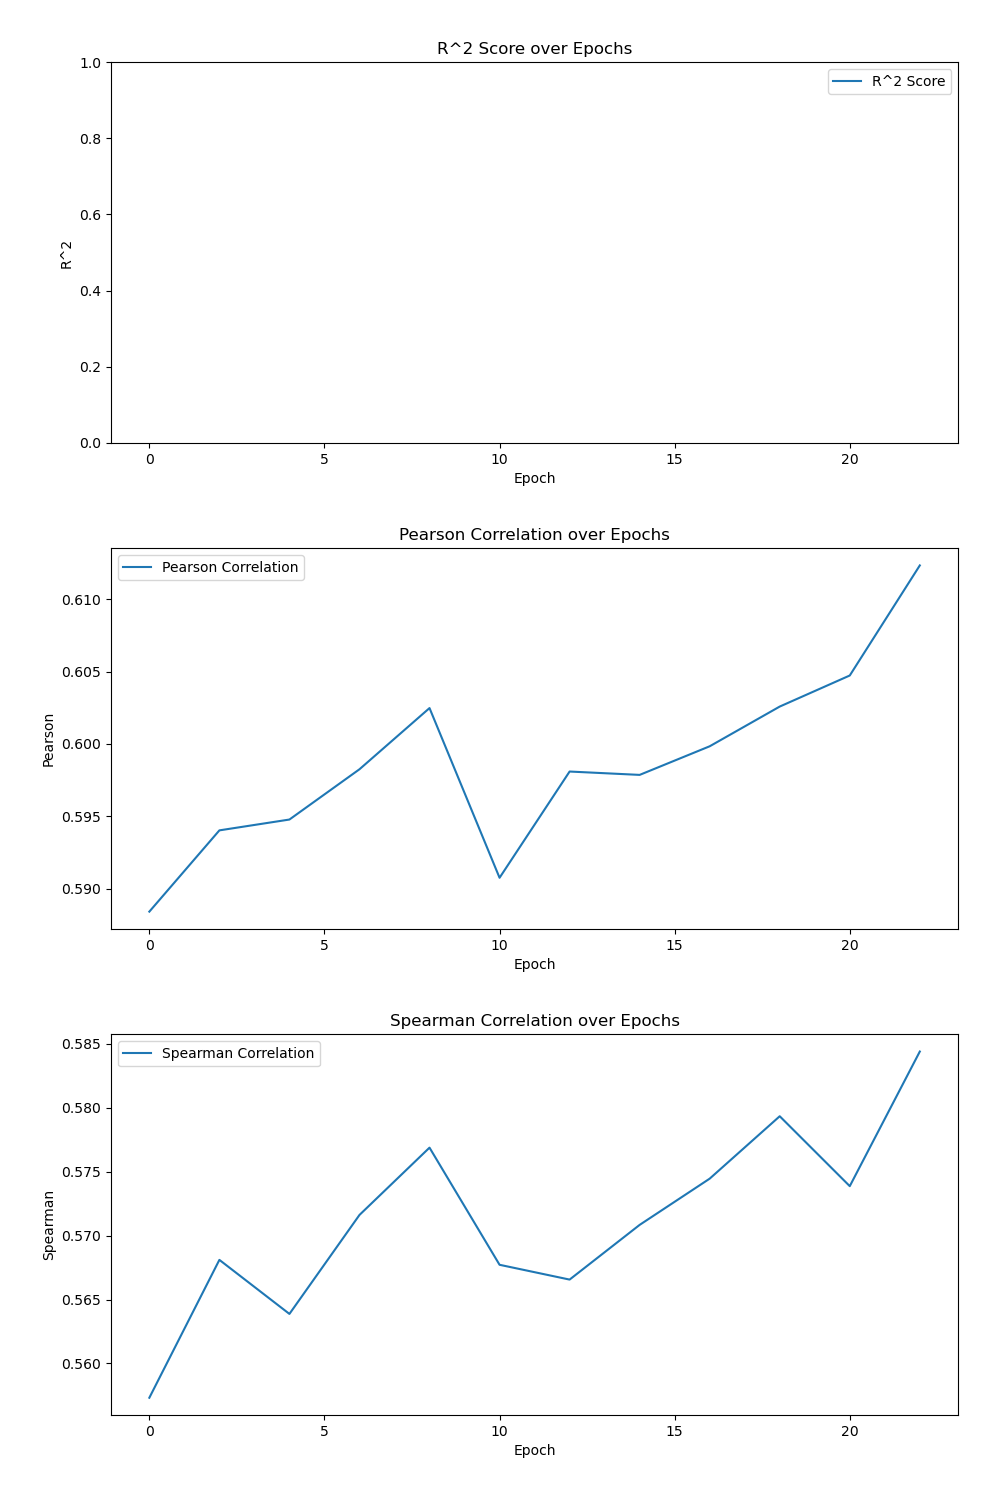 R^2 Score over Epochs
R^2 Score
1.0
0.8
0.6
0.4
0.2
0.0
R^2
0 5 10 15 20
Epoch
Pearson Correlation over Epochs
Pearson Correlation
0.610
0.605
0.600
0.595
0.590
Pearson
0 5 10 15 20
Epoch
Spearman Correlation over Epochs
Spearman Correlation
0.585
0.580
0.575
0.570
0.565
0.560
Spearman
0 5 10 15 20
Epoch